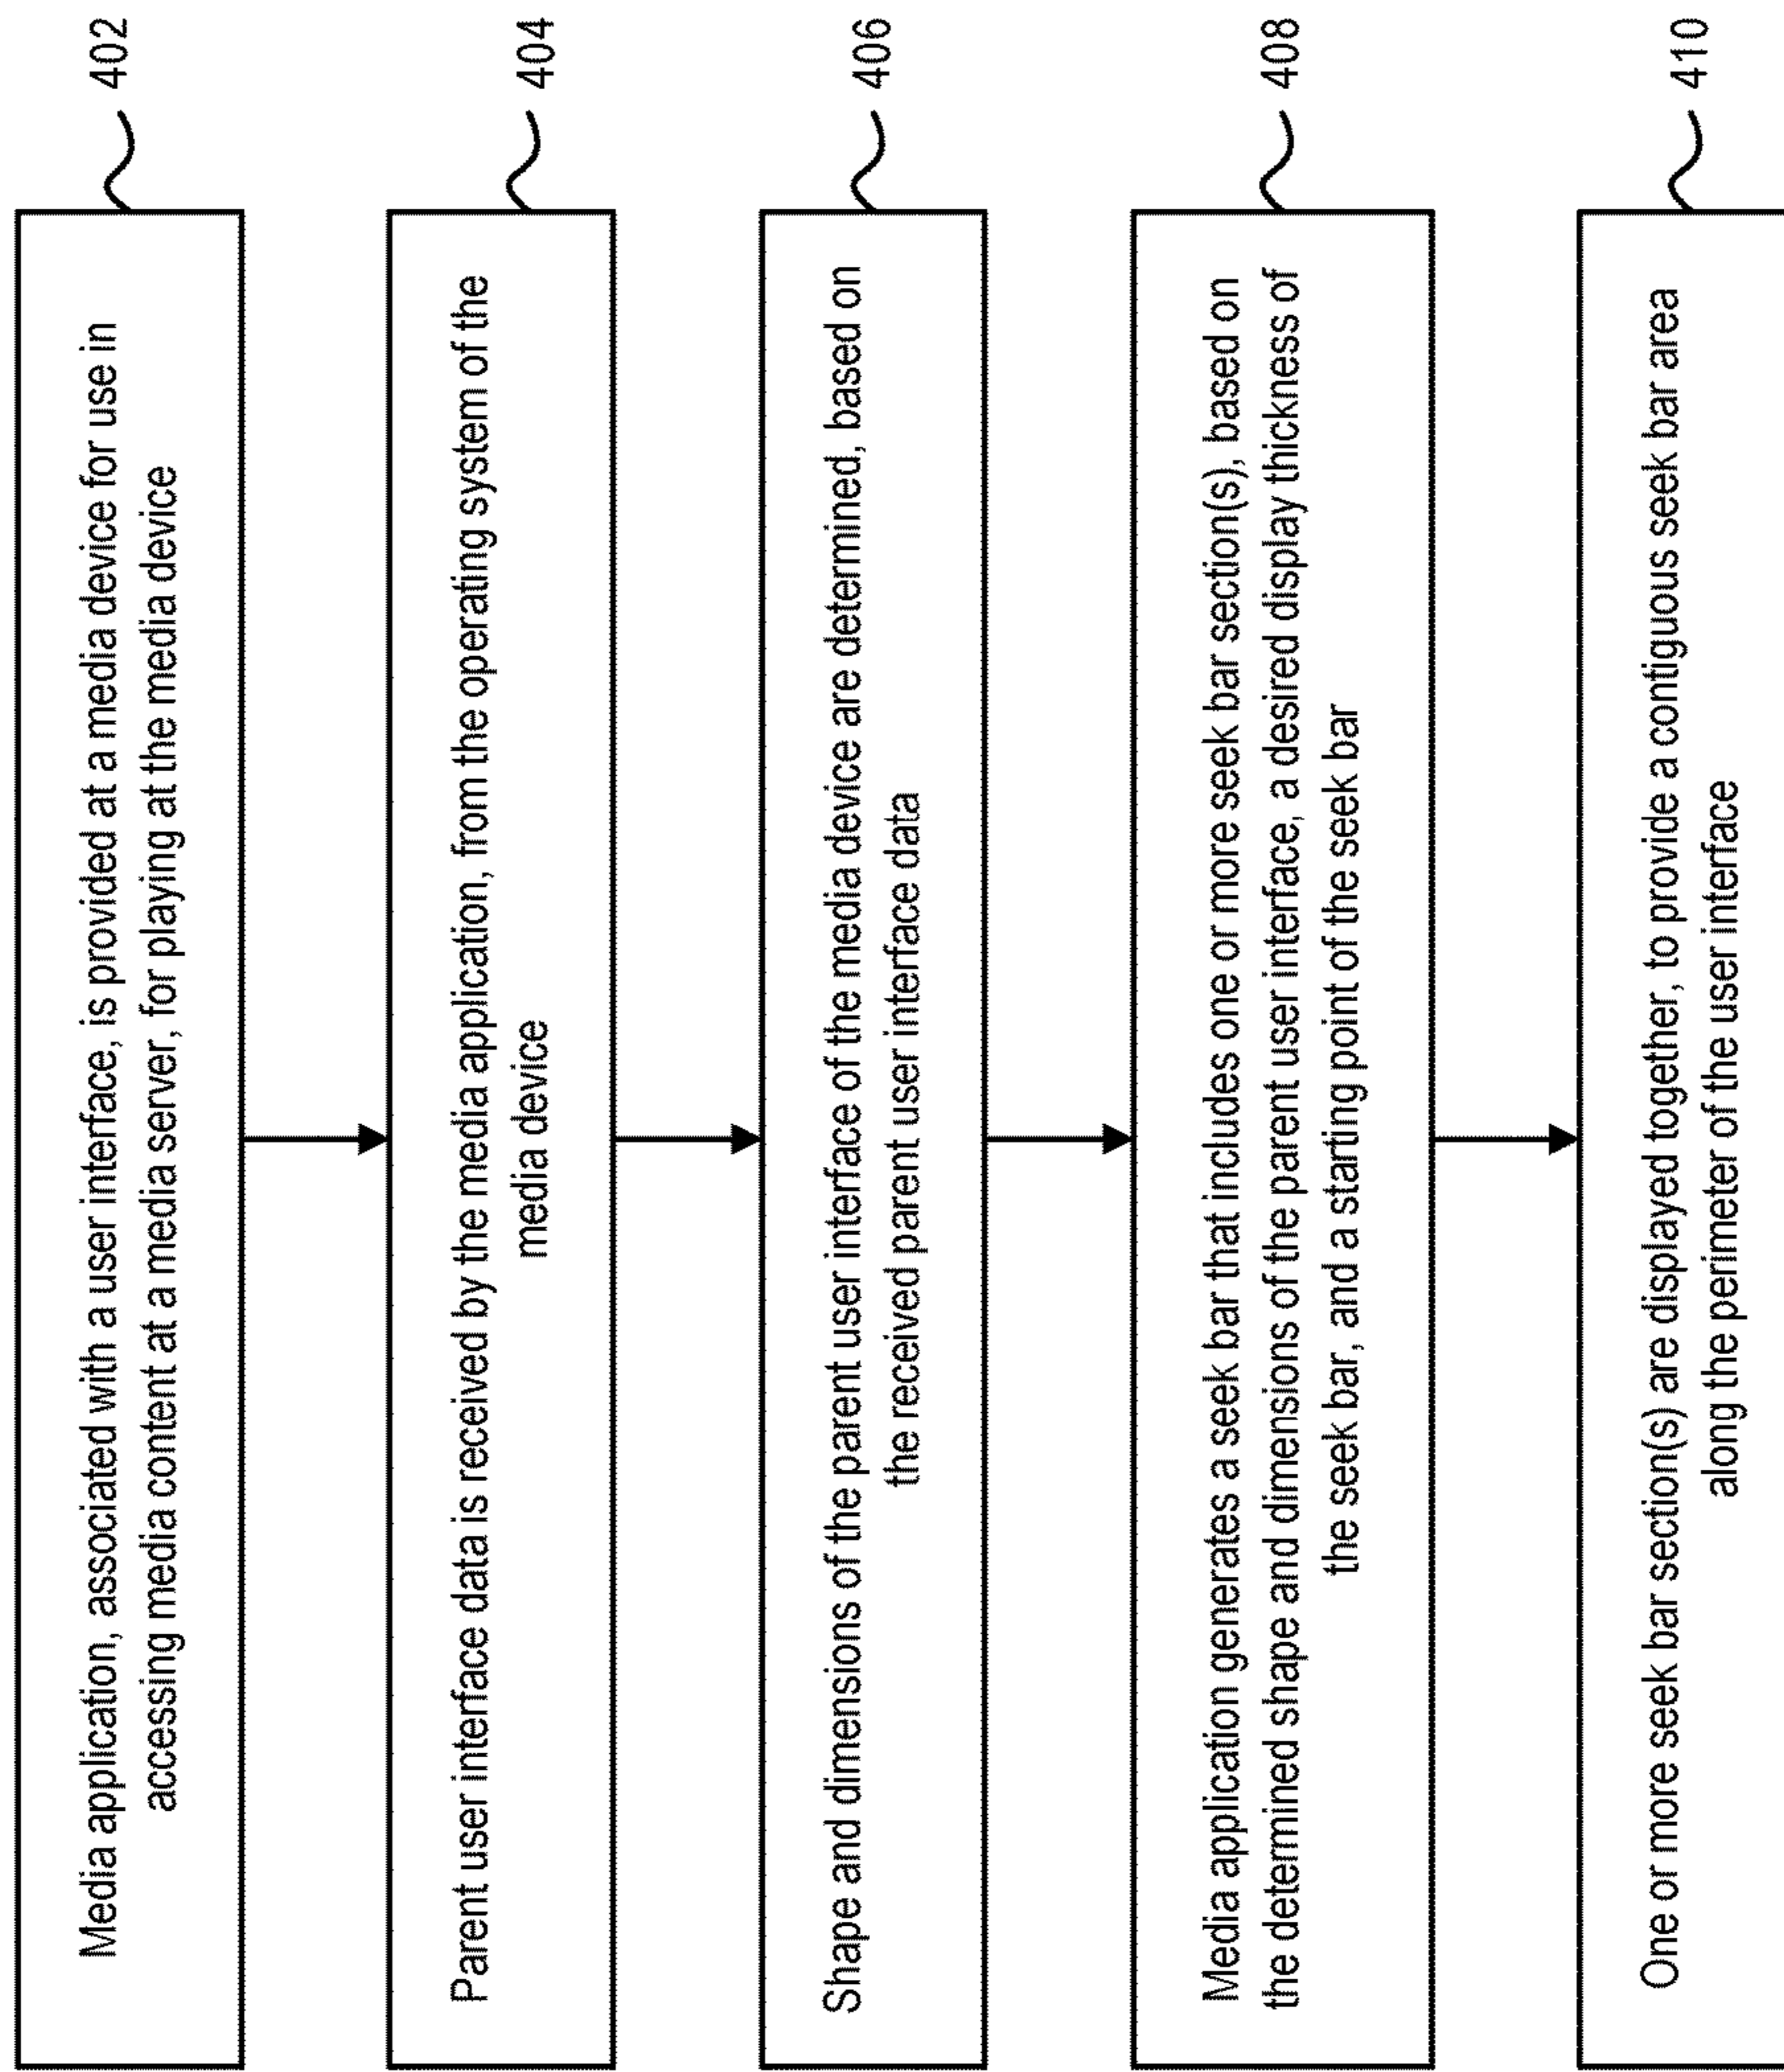 Media application, associated with a user interface, is provided at a media device for use in
accessing media content at a media server, for playing at the media device
402
Parent user interface data is received by the media application, from the operating system of the
media device
404
Shape and dimensions of the parent user interface of the media device are determined, based on
the received parent user interface data
406
Media application generates a seek bar that includes one or more seek bar section(s), based on
the determined shape and dimensions of the parent user interface, a desired display thickness of
the seek bar, and a starting point of the seek bar
408
One or more seek bar section(s) are displayed together, to provide a contiguous seek bar area
along the perimeter of the user interface
410